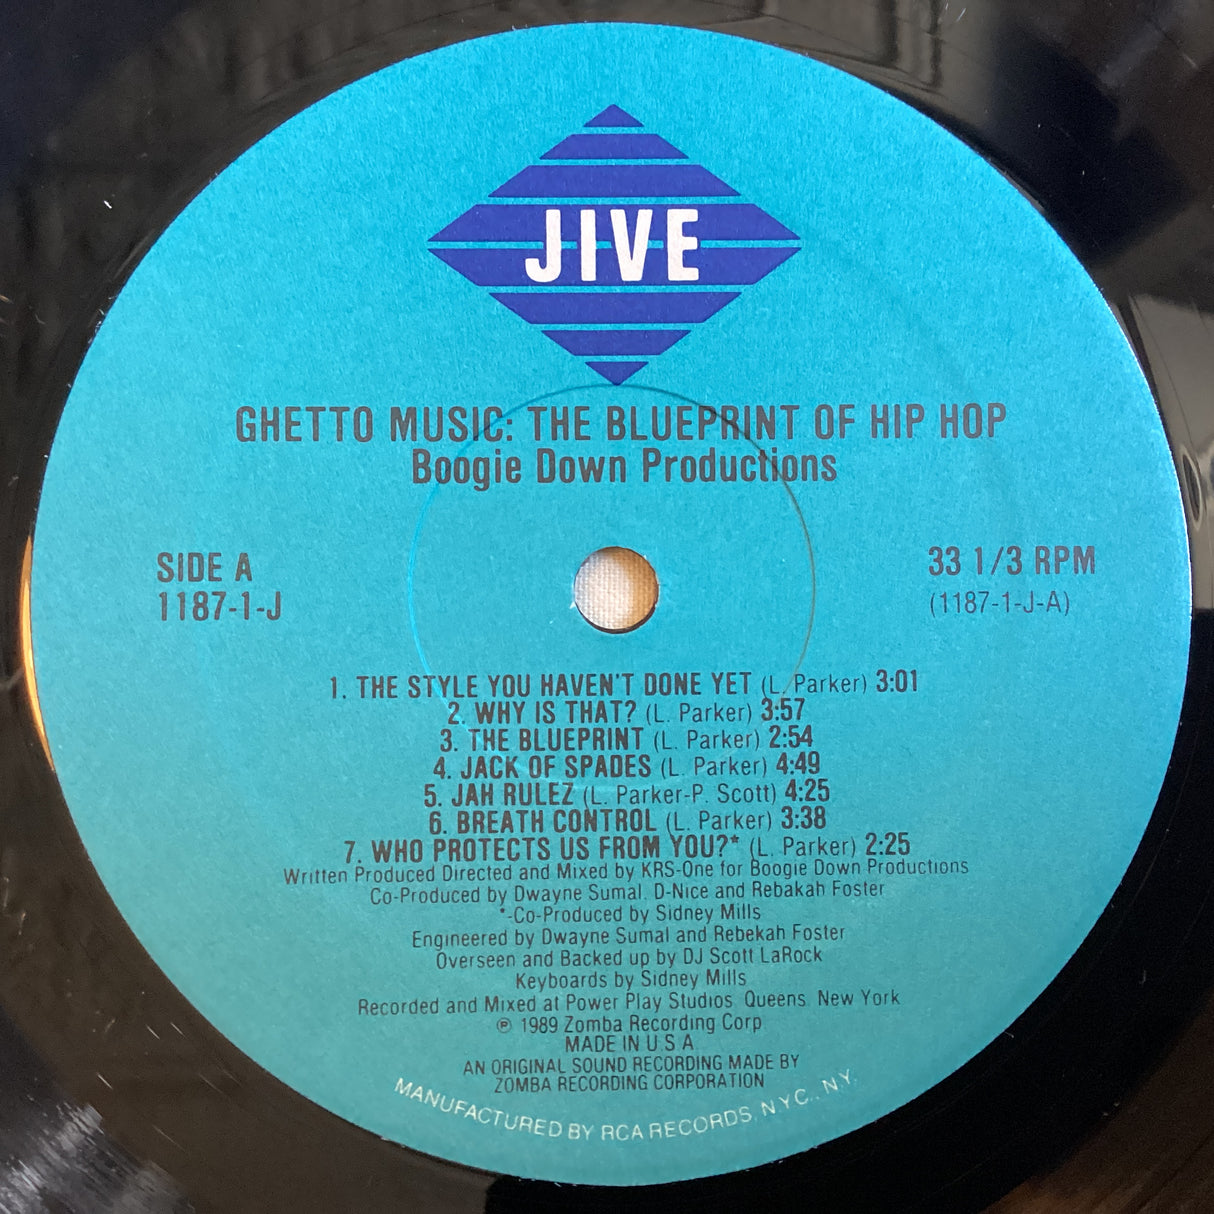 JIVE
GHETTO MUSIC: THE BLUEPRINT OF HIP HOP
Boogie Down Productions
SIDE A
1187-1-J
33 1/3 RPM
(1187-1-J-A)
1. THE STYLE YOU HAVEN'T DONE YET (L. Parker) 3:01
2. WHY IS THAT? (L. Parker) 3:57
3. THE BLUEPRINT (L. Parker) 2:54
4. JACK OF SPADES (L. Parker) 4:49
5. JAH RULEZ (L. Parker-P. Scott) 4:25
6. BREATH CONTROL (L. Parker) 3:38
7. WHO PROTECTS US FROM YOU?* (L. Parker) 2:25
Written Produced Directed and Mixed by KRS-One for Boogie Down Productions
Co-Produced by Dwayne Sumal, D-Nice and Rebakah Foster
*-Co-Produced by Sidney Mills
Engineered by Dwayne Sumal and Rebekah Foster
Overseen and Backed up by DJ Scott LaRock
Keyboards by Sidney Mills
Recorded and Mixed at Power Play Studios, Queens, New York
℗ 1989 Zomba Recording Corp
MADE IN U.S.A.
AN ORIGINAL SOUND RECORDING MADE BY
ZOMBA RECORDING CORPORATION
MANUFACTURED BY RCA RECORDS, N.Y.C., N.Y.